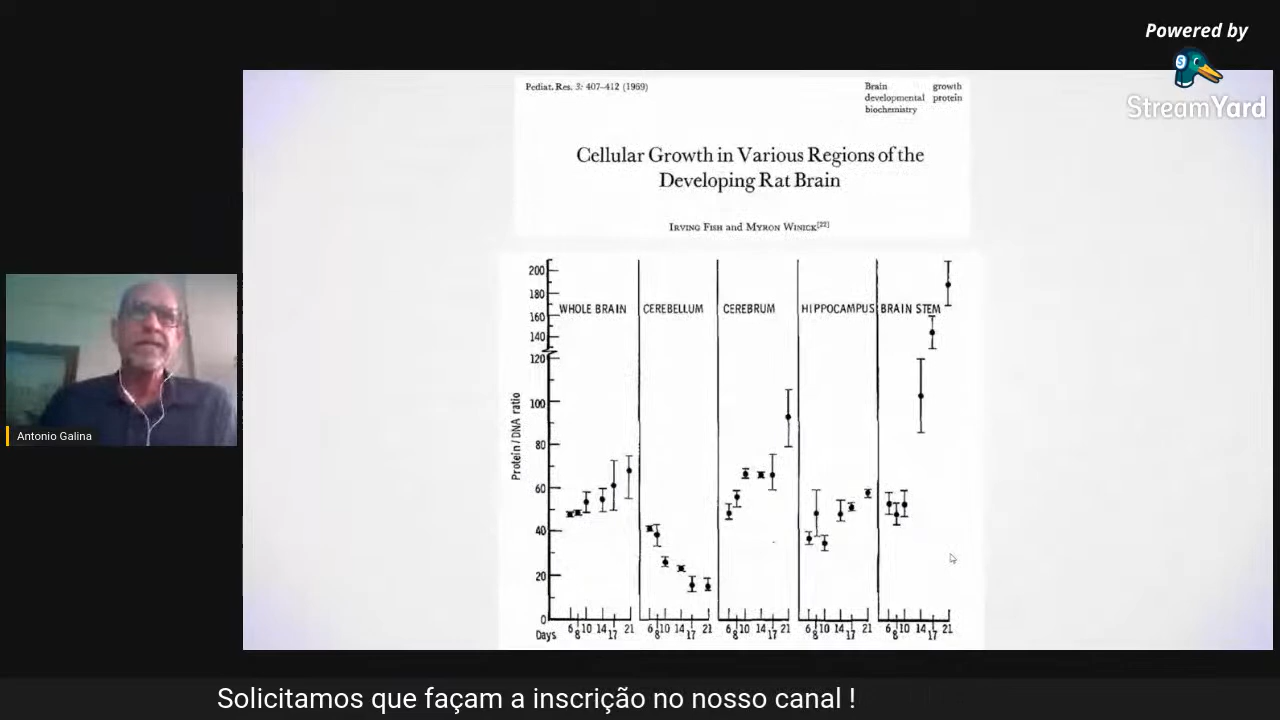 Powered by
StreamYard
Pediat. Res. 3: 407–412 (1969)
Brain growth
developmental protein
biochemistry
Cellular Growth in Various Regions of the
Developing Rat Brain
IRVING FISH and MYRON WINICK[22]
WHOLE BRAIN
CEREBELLUM
CEREBRUM
HIPPOCAMPUS
BRAIN STEM
200
180
160
140
120
100
80
60
40
20
0
Protein / DNA ratio
Days 6 8 10 14 17 21
6 8 10 14 17 21
6 8 10 14 17 21
6 8 10 14 17 21
6 8 10 14 17 21
Antonio Galina
Solicitamos que façam a inscrição no nosso canal !